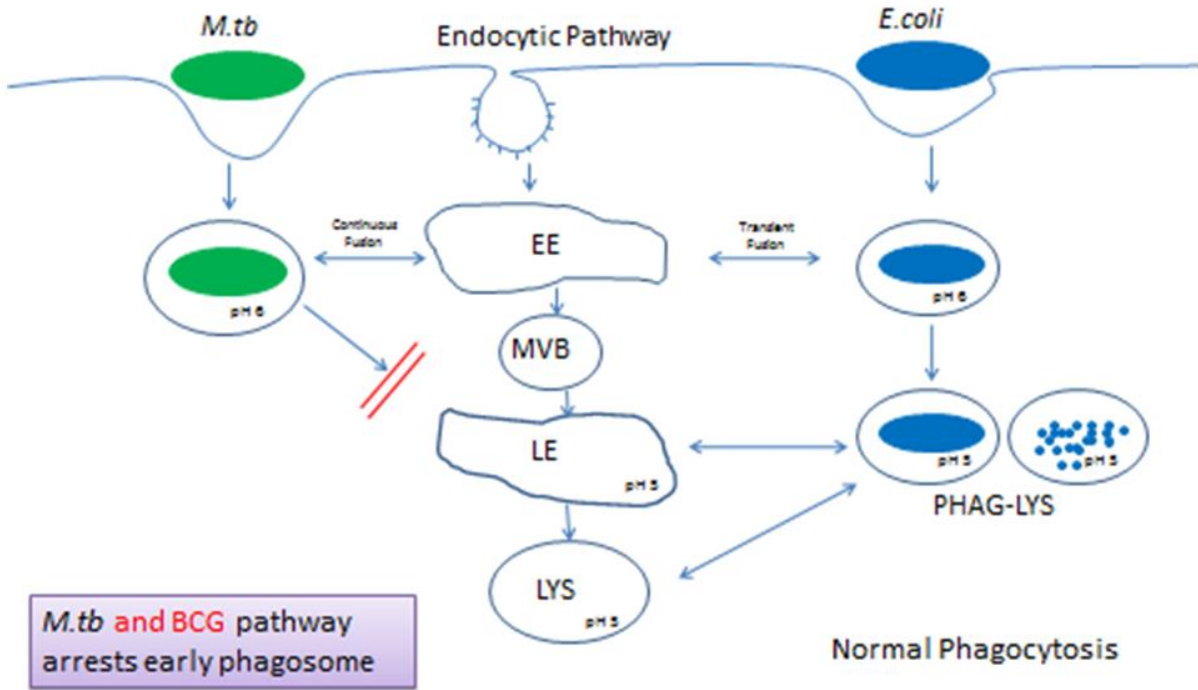 M.tb
Endocytic Pathway
E.coli
Continuous
Fusion
EE
Transient
Fusion
pH 6
pH 6
MVB
LE
pH 5
pH 5
pH 5
PHAG-LYS
LYS
pH 5
M.tb and BCG pathway
arrests early phagosome
Normal Phagocytosis